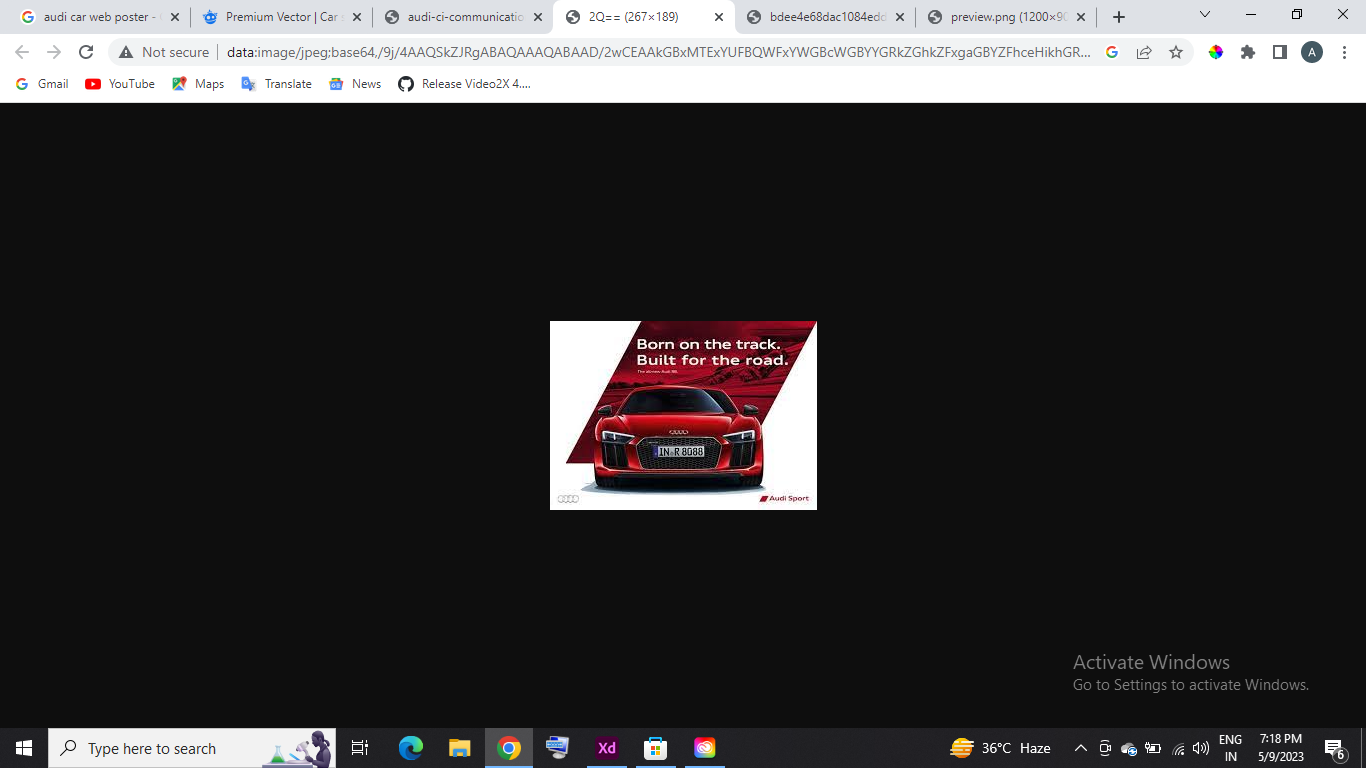 audi car web poster -
Premium Vector | Car
audi-ci-communicatio
2Q== (267×189)
bdee4e68dac1084edd
preview.png (1200×90
Not secure
data:image/jpeg;base64,/9j/4AAQSkZJRgABAQAAAQABAAD/2wCEAAkGBxMTExYUFBQWFxYWGBcWGBYYGRkZGhkZFxgaGBYZFhceHikhGR...
A
Gmail
YouTube
Maps
Translate
News
Release Video2X 4....
Born on the track.
Built for the road.
The all-new Audi R8.
IN R 8088
Audi Sport
Activate Windows
Go to Settings to activate Windows.
Type here to search
Xd
36°C Haze
ENG
IN
7:18 PM
5/9/2023
6